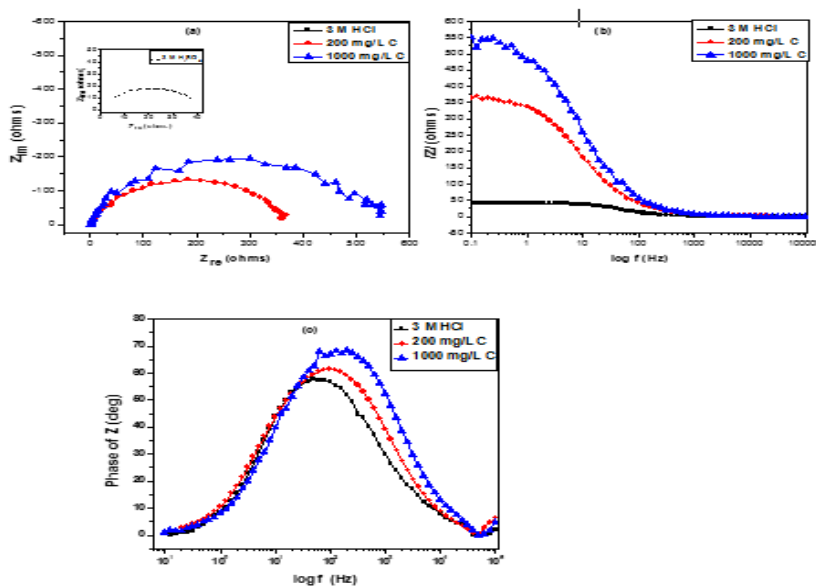 (a)
3 M HCl
200 mg/L C
1000 mg/L C
-600
-500
-400
-300
-200
-100
0
Z_im (ohms)
0 100 200 300 400 500 600
Z_re (ohms)
(b)
3 M HCl
200 mg/L C
1000 mg/L C
600
550
500
450
400
350
300
250
200
150
100
50
0
-50
/Z/ (ohms)
0.1 1 10 100 1000 10000 100000
log f (Hz)
(c)
3 M HCl
200 mg/L C
1000 mg/L C
80
70
60
50
40
30
20
10
0
Phase of Z (deg)
log f (Hz)